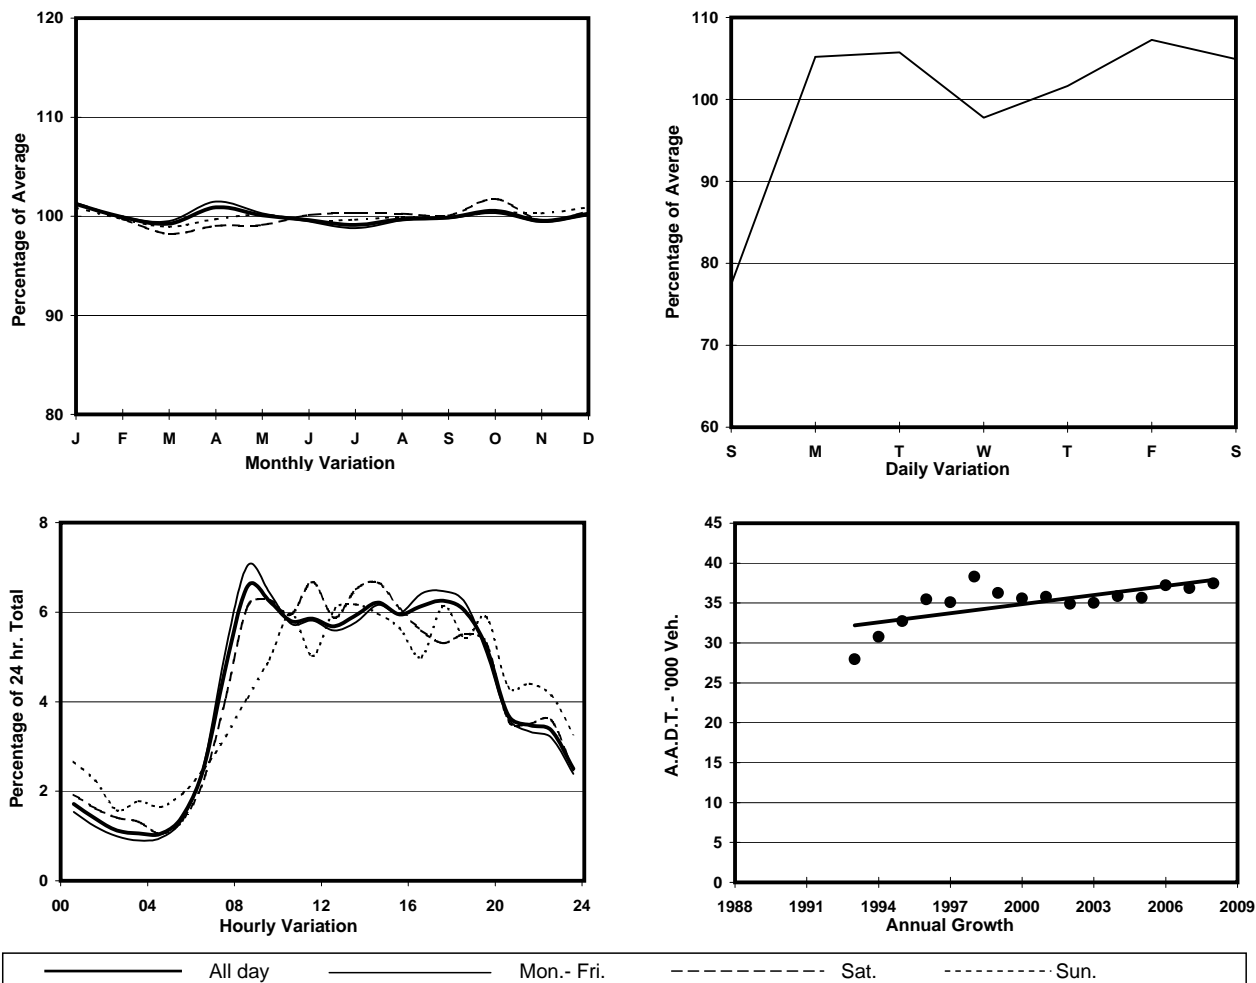 120
110
100
90
80
Percentage of Average
J F M A M J J A S O N D
Monthly Variation
110
100
90
80
70
60
Percentage of Average
S M T W T F S
Daily Variation
8
6
4
2
0
Percentage of 24 hr. Total
00 04 08 12 16 20 24
Hourly Variation
45
40
35
30
25
20
15
10
5
0
A.A.D.T. - '000 Veh.
1988 1991 1994 1997 2000 2003 2006 2009
Annual Growth
All day Mon.- Fri. Sat. Sun.